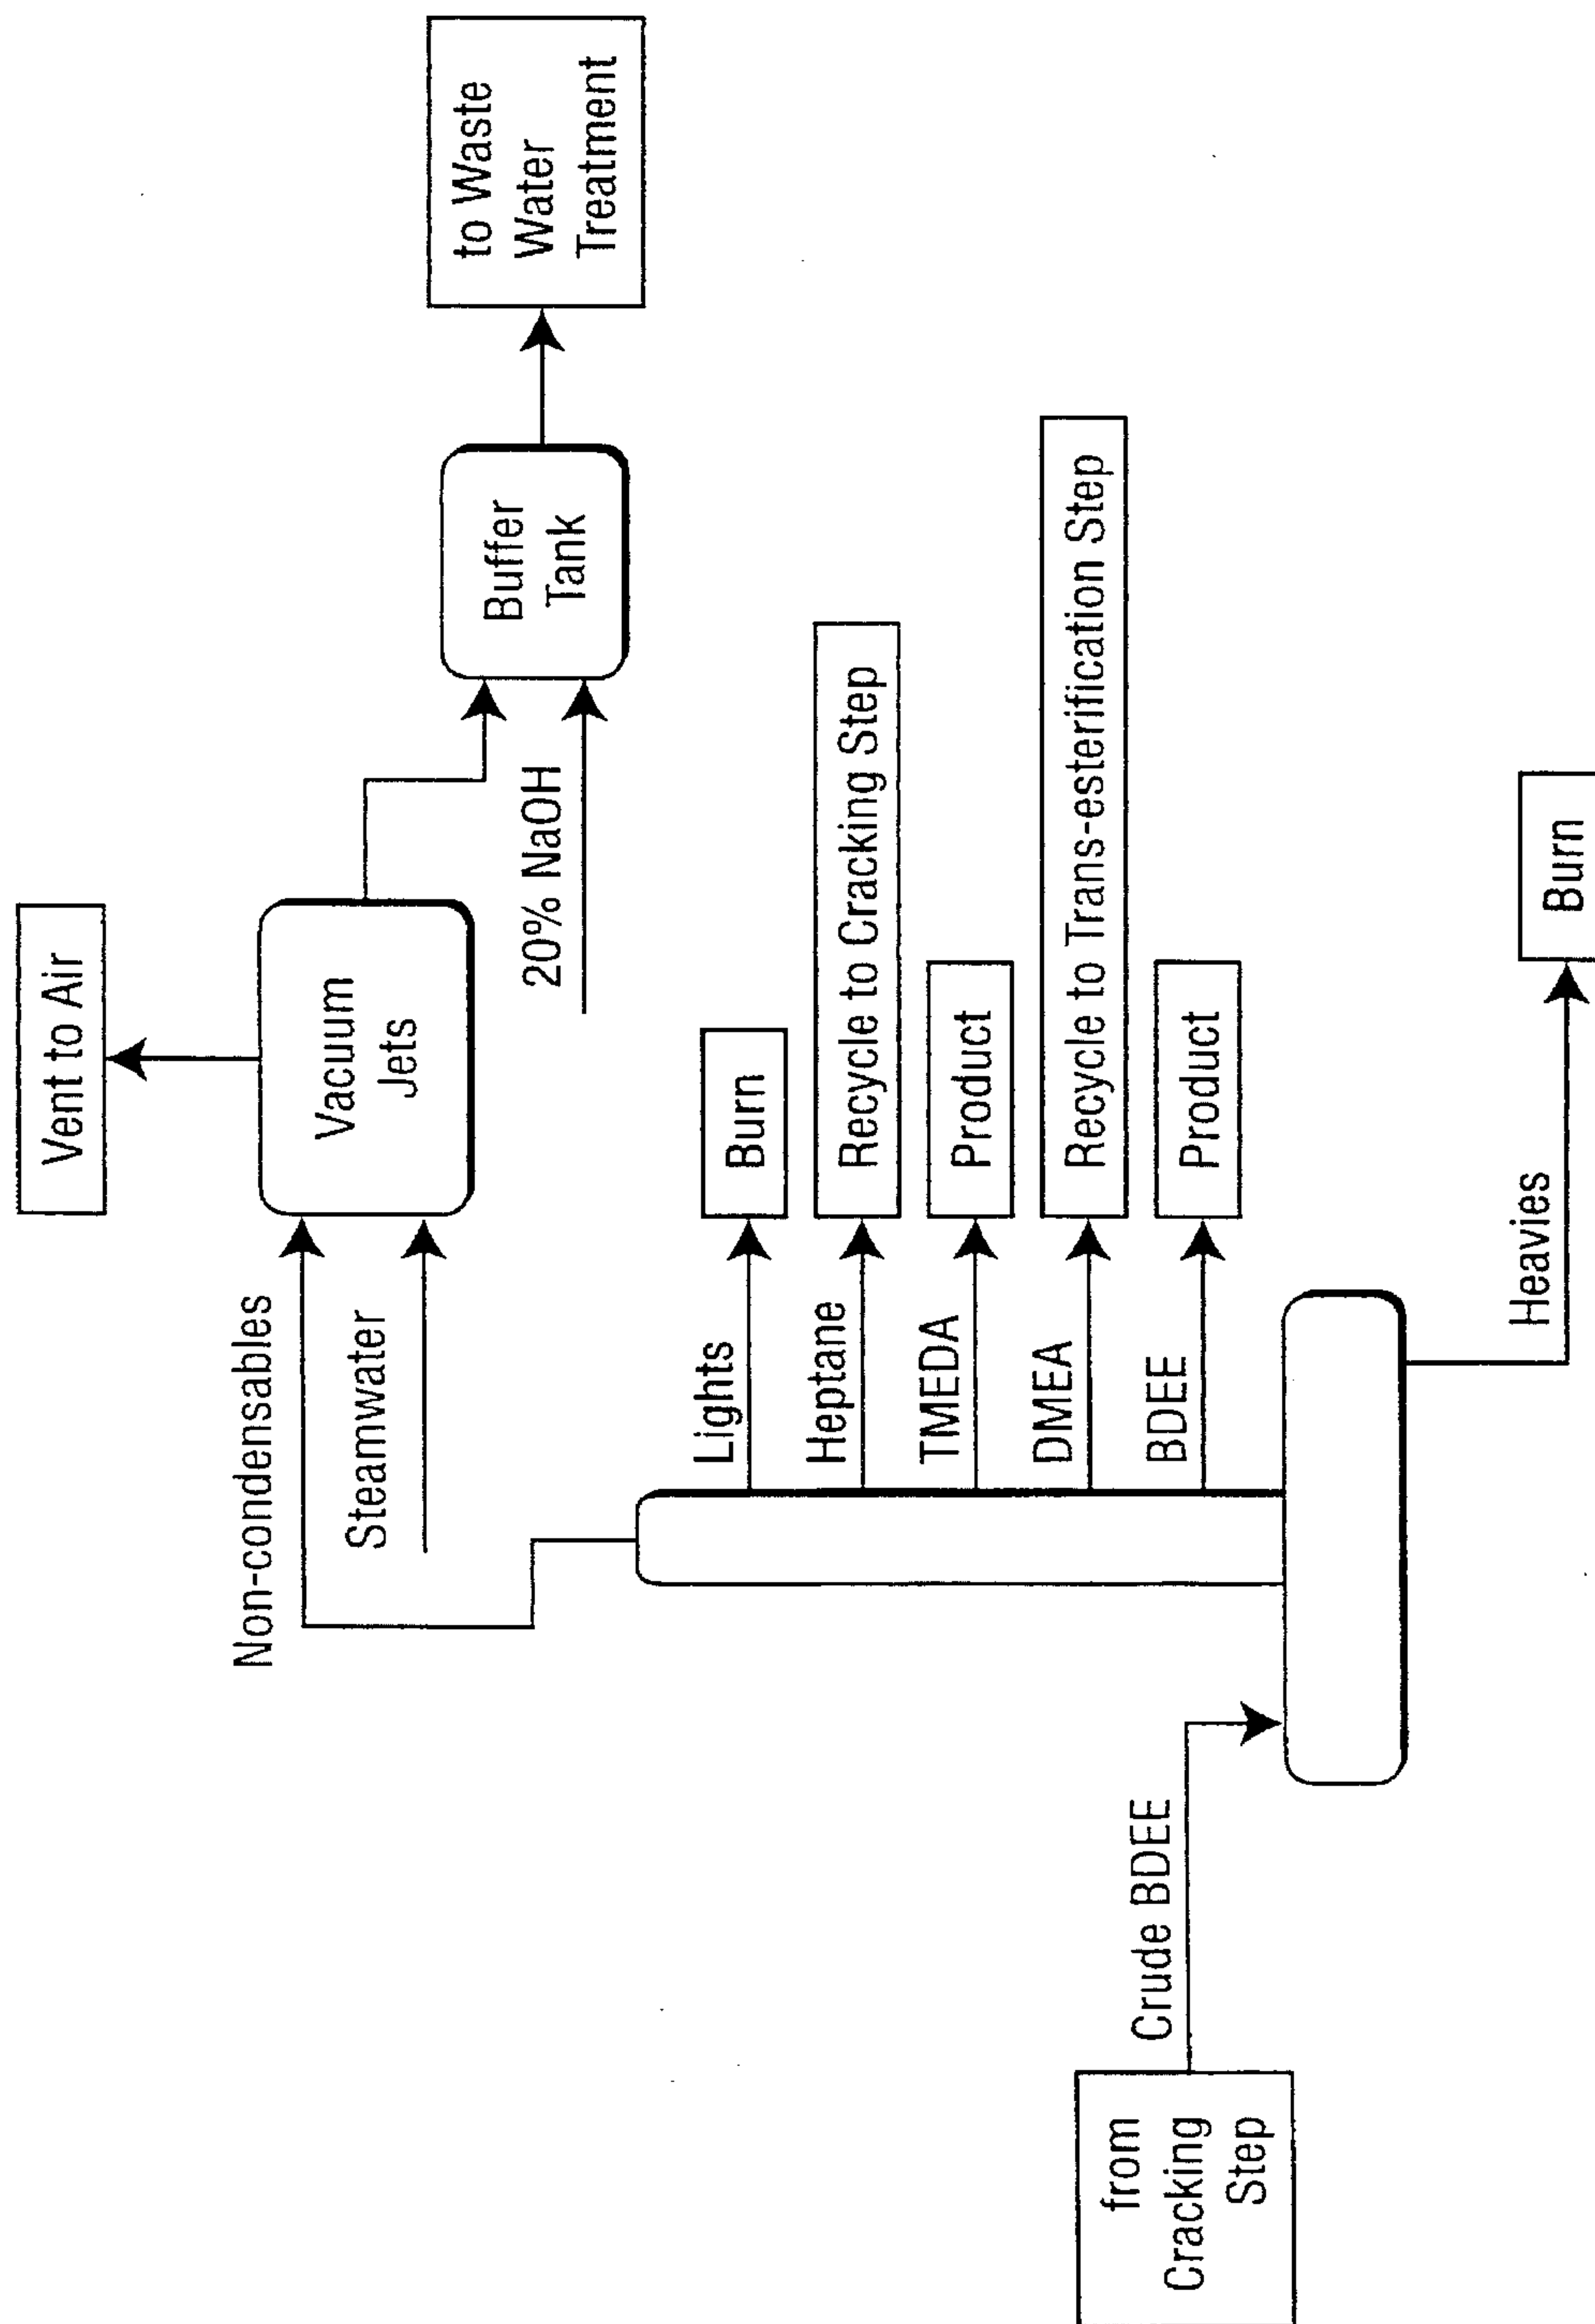 Vent to Air
Non-condensables
Steamwater
Vacuum
Jets
20% NaOH
Buffer
Tank
to Waste
Water
Treatment
Lights
Burn
Heptane
Recycle to Cracking Step
TMEDA
Product
DMEA
Recycle to Trans-esterification Step
BDEE
Product
from
Cracking
Step
Crude BDEE
Heavies
Burn